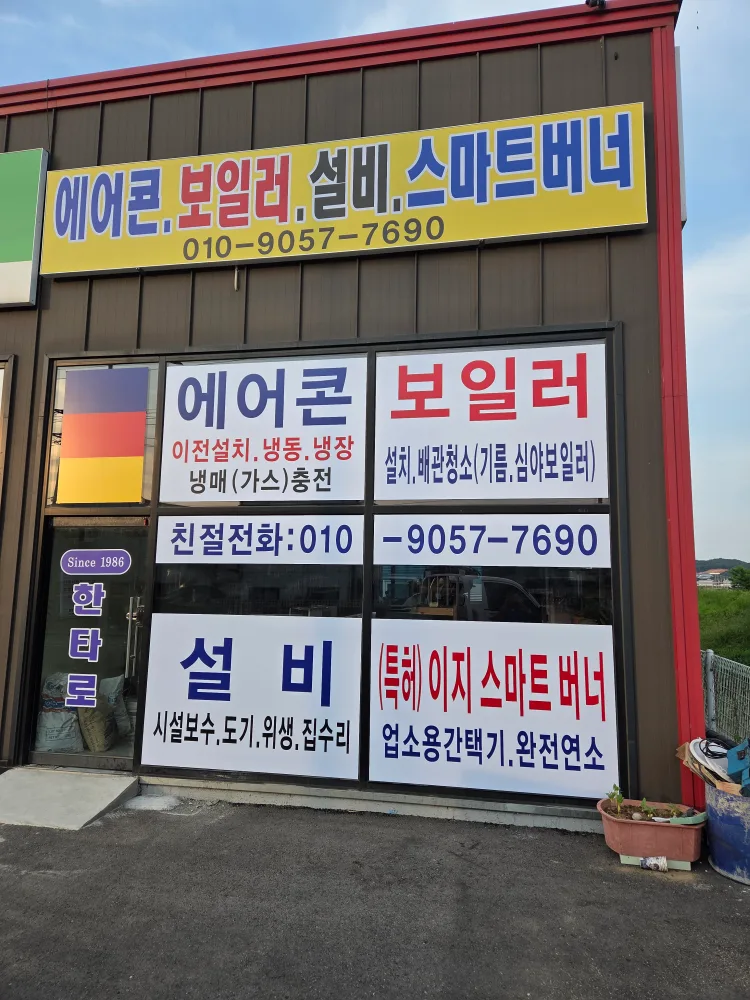 에어콘.보일러.설비.스마트버너
010-9057-7690
에어콘
이전설치.냉동.냉장
냉매(가스)충전
보일러
설치.배관청소(기름.심야보일러)
친절전화:010-9057-7690
Since 1986
한타로
설 비
시설보수.도기.위생.집수리
(특허) 이지 스마트 버너
업소용간택기.완전연소